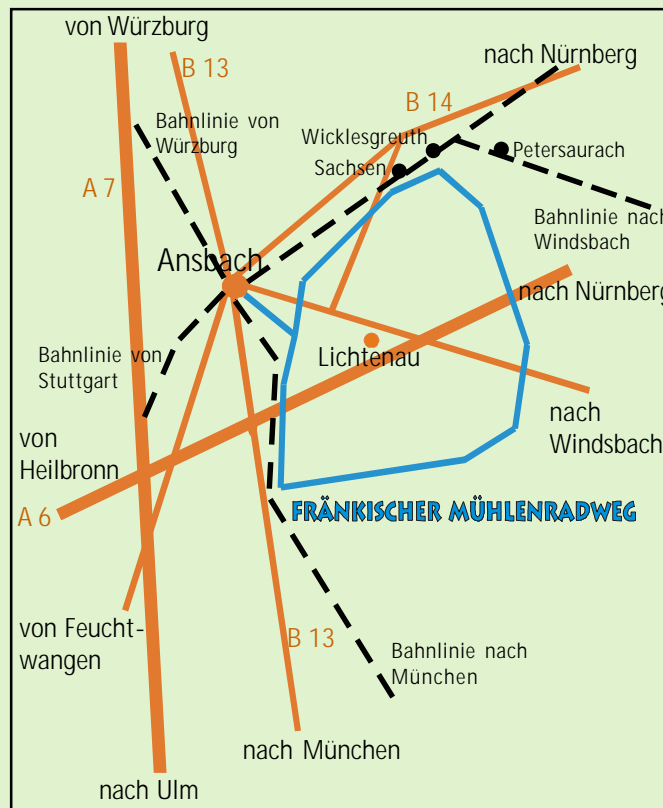 von Würzburg
B 13
nach Nürnberg
B 14
Bahnlinie von
Würzburg
Wicklesgreuth
Sachsen
Petersaurach
A 7
Bahnlinie nach
Windsbach
Ansbach
nach Nürnberg
Bahnlinie von
Stuttgart
Lichtenau
nach
Windsbach
von
Heilbronn
A 6
FRÄNKISCHER MÜHLENRADWEG
von Feucht-
wangen
B 13
Bahnlinie nach
München
nach München
nach Ulm